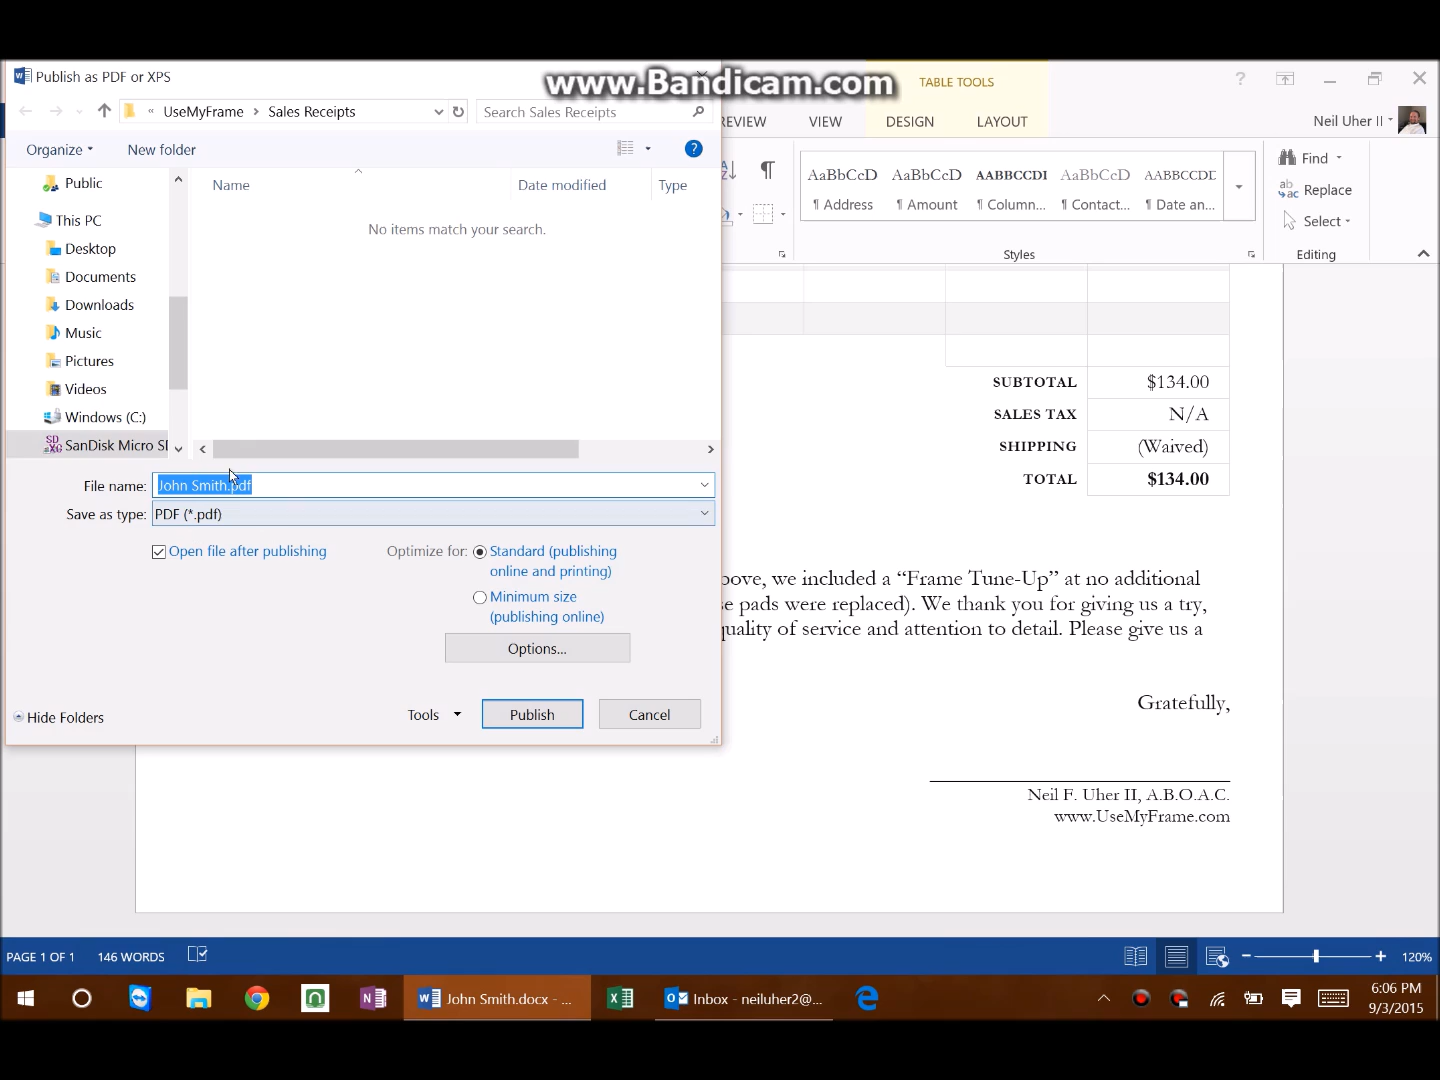 Publish as PDF or XPS
www.Bandicam.com
TABLE TOOLS
« UseMyFrame > Sales Receipts
Search Sales Receipts
REVIEW VIEW DESIGN LAYOUT
Neil Uher II
Organize New folder
Public
This PC
Desktop
Documents
Downloads
Music
Pictures
Videos
Windows (C:)
SanDisk Micro SD
Name Date modified Type
No items match your search.
File name: John Smith.pdf
Save as type: PDF (*.pdf)
Open file after publishing
Optimize for: Standard (publishing
online and printing)
Minimum size
(publishing online)
Options...
Hide Folders
Tools Publish Cancel
AaBbCcD AaBbCcD AABBCCDI AaBbCcD AABBCCDE
¶ Address ¶ Amount ¶ Column... ¶ Contact... ¶ Date an...
Styles
Find
Replace
Select
Editing
SUBTOTAL $134.00
SALES TAX N/A
SHIPPING (Waived)
TOTAL $134.00
bove, we included a “Frame Tune-Up” at no additional
se pads were replaced). We thank you for giving us a try,
quality of service and attention to detail. Please give us a
Gratefully,
Neil F. Uher II, A.B.O.A.C.
www.UseMyFrame.com
PAGE 1 OF 1 146 WORDS
120%
John Smith.docx - ...
Inbox - neiluher2@...
6:06 PM
9/3/2015